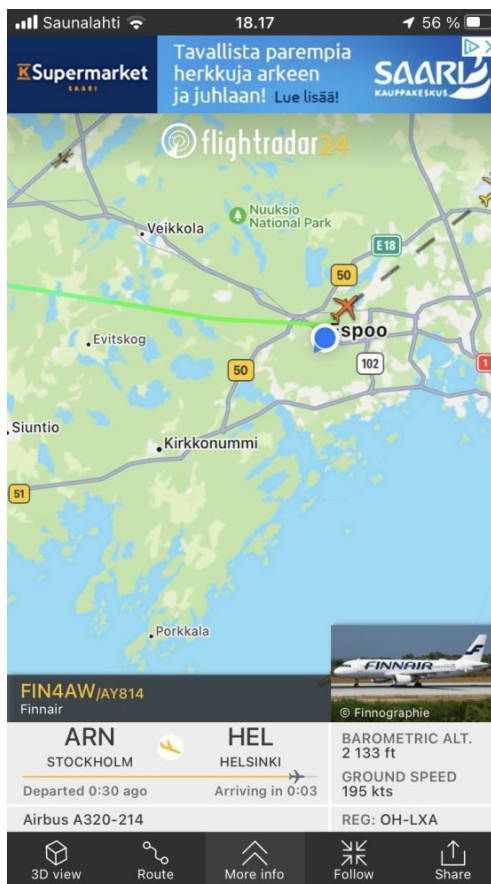 Saunalahti 18.17 56 %
K Supermarket
SAARI
Tavallista parempia
herkkuja arkeen
ja juhlaan! Lue lisää!
SAARI
KAUPPAKESKUS
flightradar24
Nuuksio
National Park
Veikkola
E18
50
Espoo
Evitskog
50
102
1
Siuntio
Kirkkonummi
51
Porkkala
FIN4AW/AY814
Finnair
FINNAIR
© Finnographie
ARN
STOCKHOLM
HEL
HELSINKI
Departed 0:30 ago
Arriving in 0:03
BAROMETRIC ALT.
2 133 ft
GROUND SPEED
195 kts
Airbus A320-214
REG: OH-LXA
3D view
Route
More info
Follow
Share